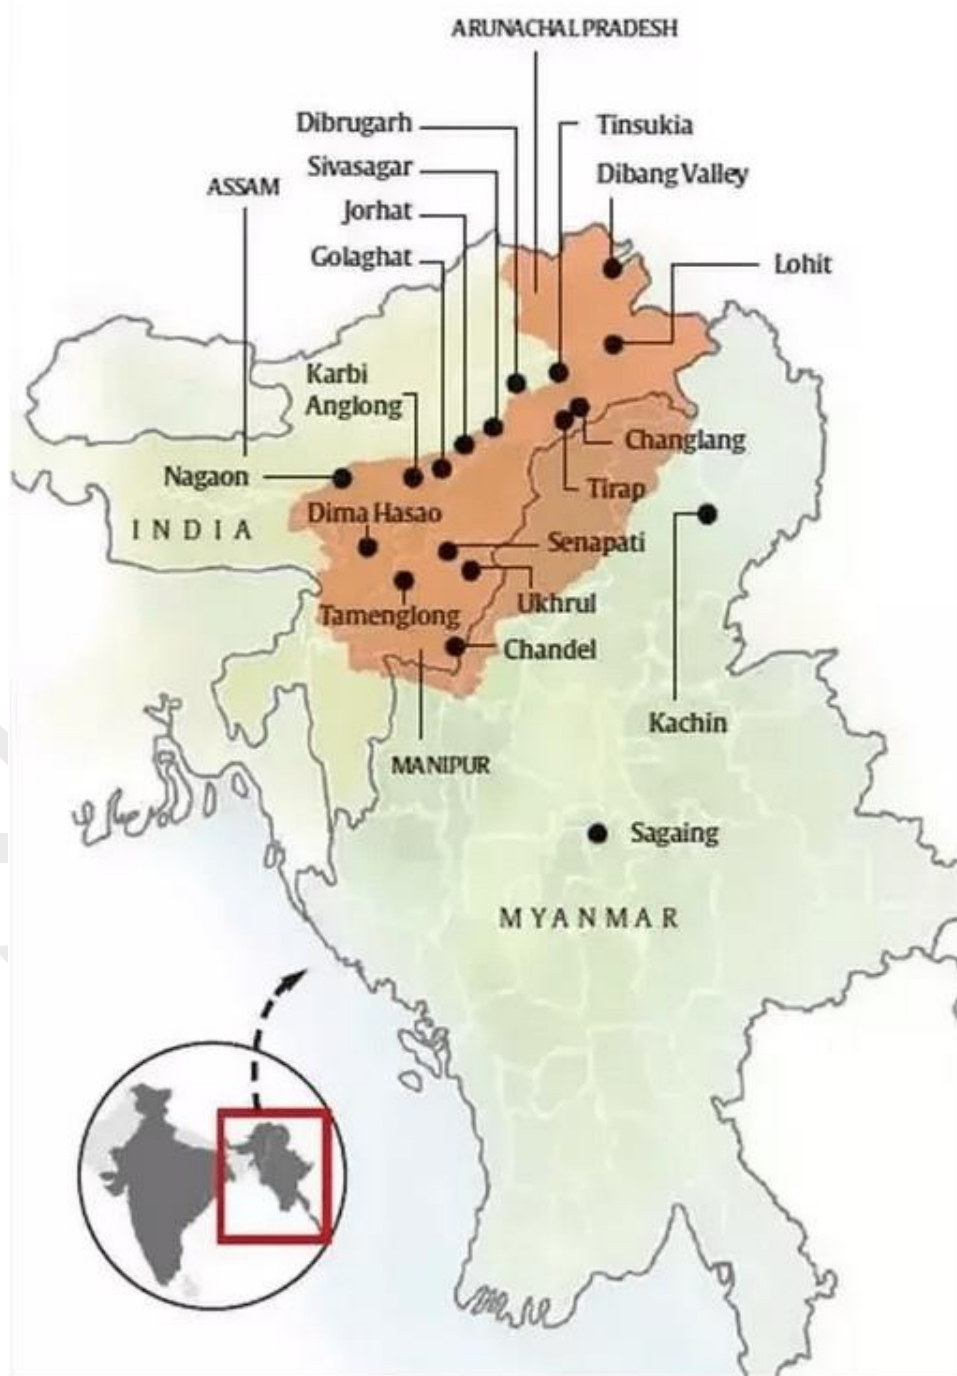 ARUNACHAL PRADESH
Dibrugarh
Tinsukia
Sivasagar
Dibang Valley
ASSAM
Jorhat
Golaghat
Lohit
Karbi
Anglong
Changlang
Nagaon
Tirap
Dima Hasao
INDIA
Senapati
Ukhrul
Tamenglong
Chandel
Kachin
MANIPUR
Sagaing
MYANMAR